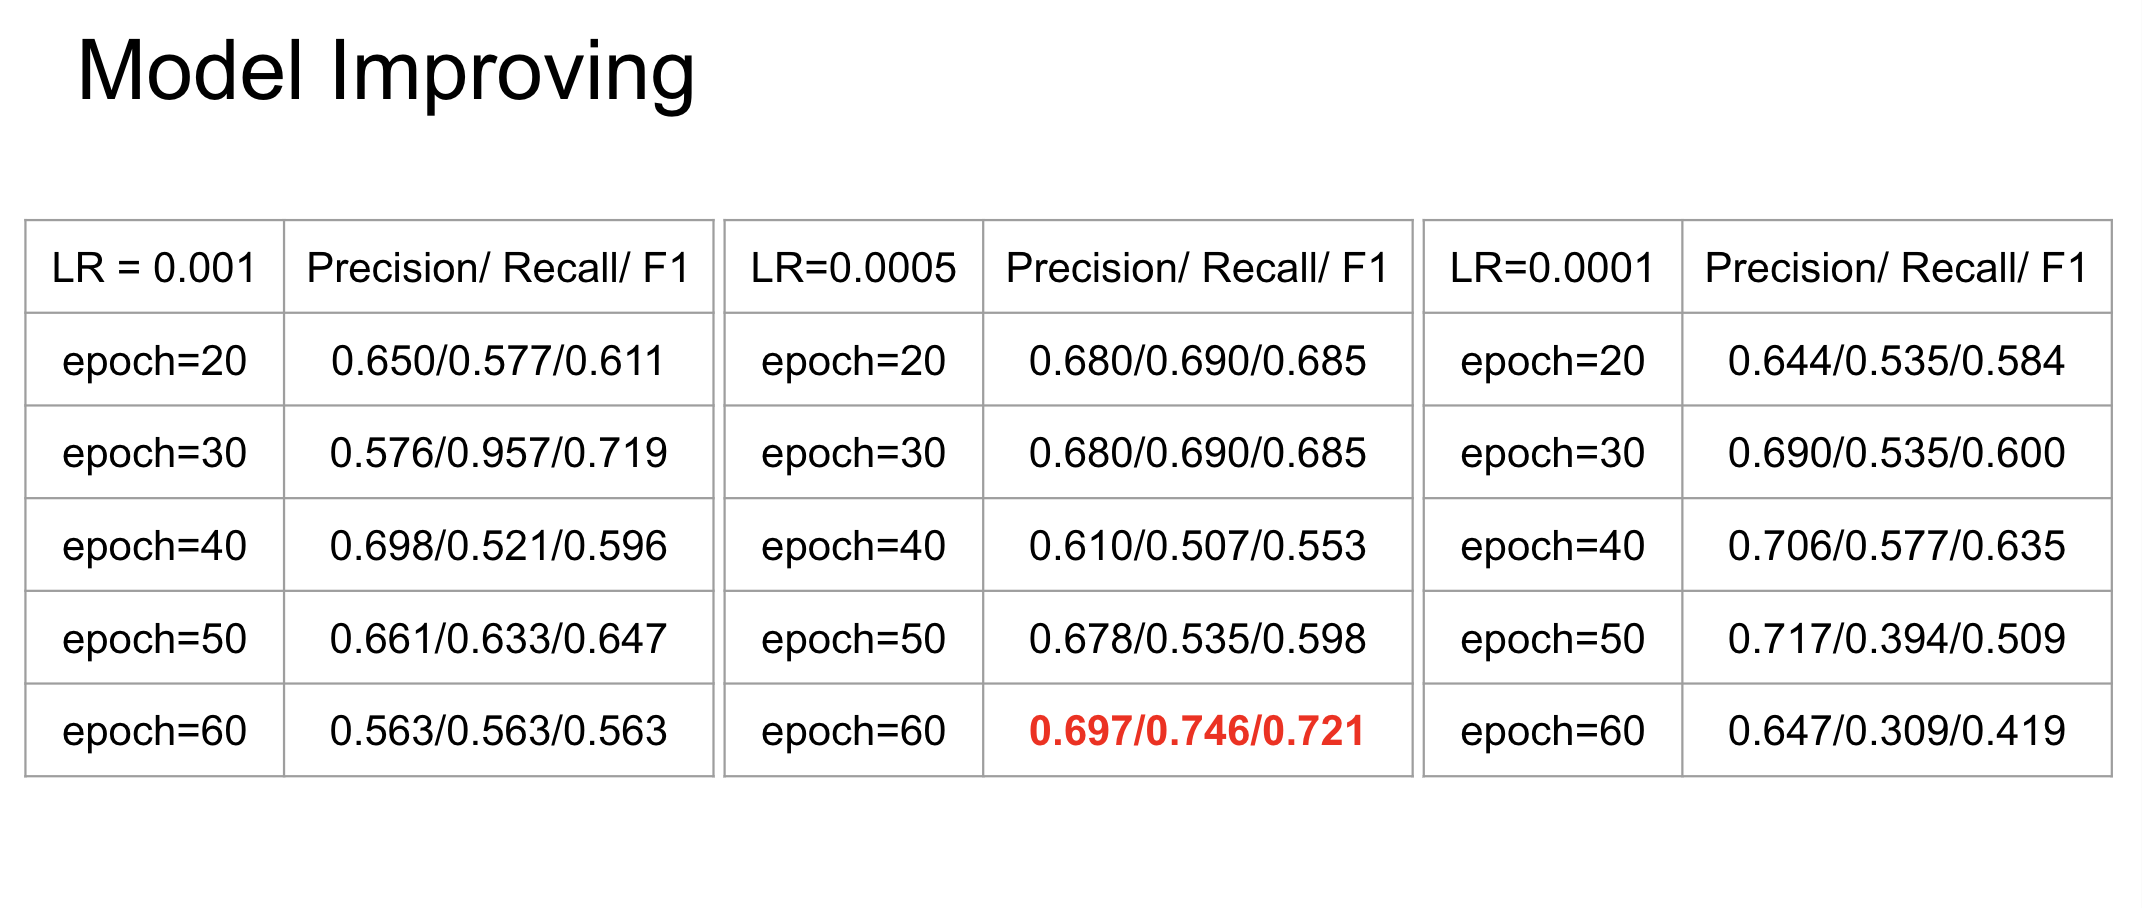 Model Improving
LR = 0.001 Precision/ Recall/ F1 LR=0.0005 Precision/ Recall/ F1 LR=0.0001 Precision/ Recall/ F1
epoch=20 0.650/0.577/0.611 epoch=20 0.680/0.690/0.685 epoch=20 0.644/0.535/0.584
epoch=30 0.576/0.957/0.719 epoch=30 0.680/0.690/0.685 epoch=30 0.690/0.535/0.600
epoch=40 0.698/0.521/0.596 epoch=40 0.610/0.507/0.553 epoch=40 0.706/0.577/0.635
epoch=50 0.661/0.633/0.647 epoch=50 0.678/0.535/0.598 epoch=50 0.717/0.394/0.509
epoch=60 0.563/0.563/0.563 epoch=60 0.697/0.746/0.721 epoch=60 0.647/0.309/0.419